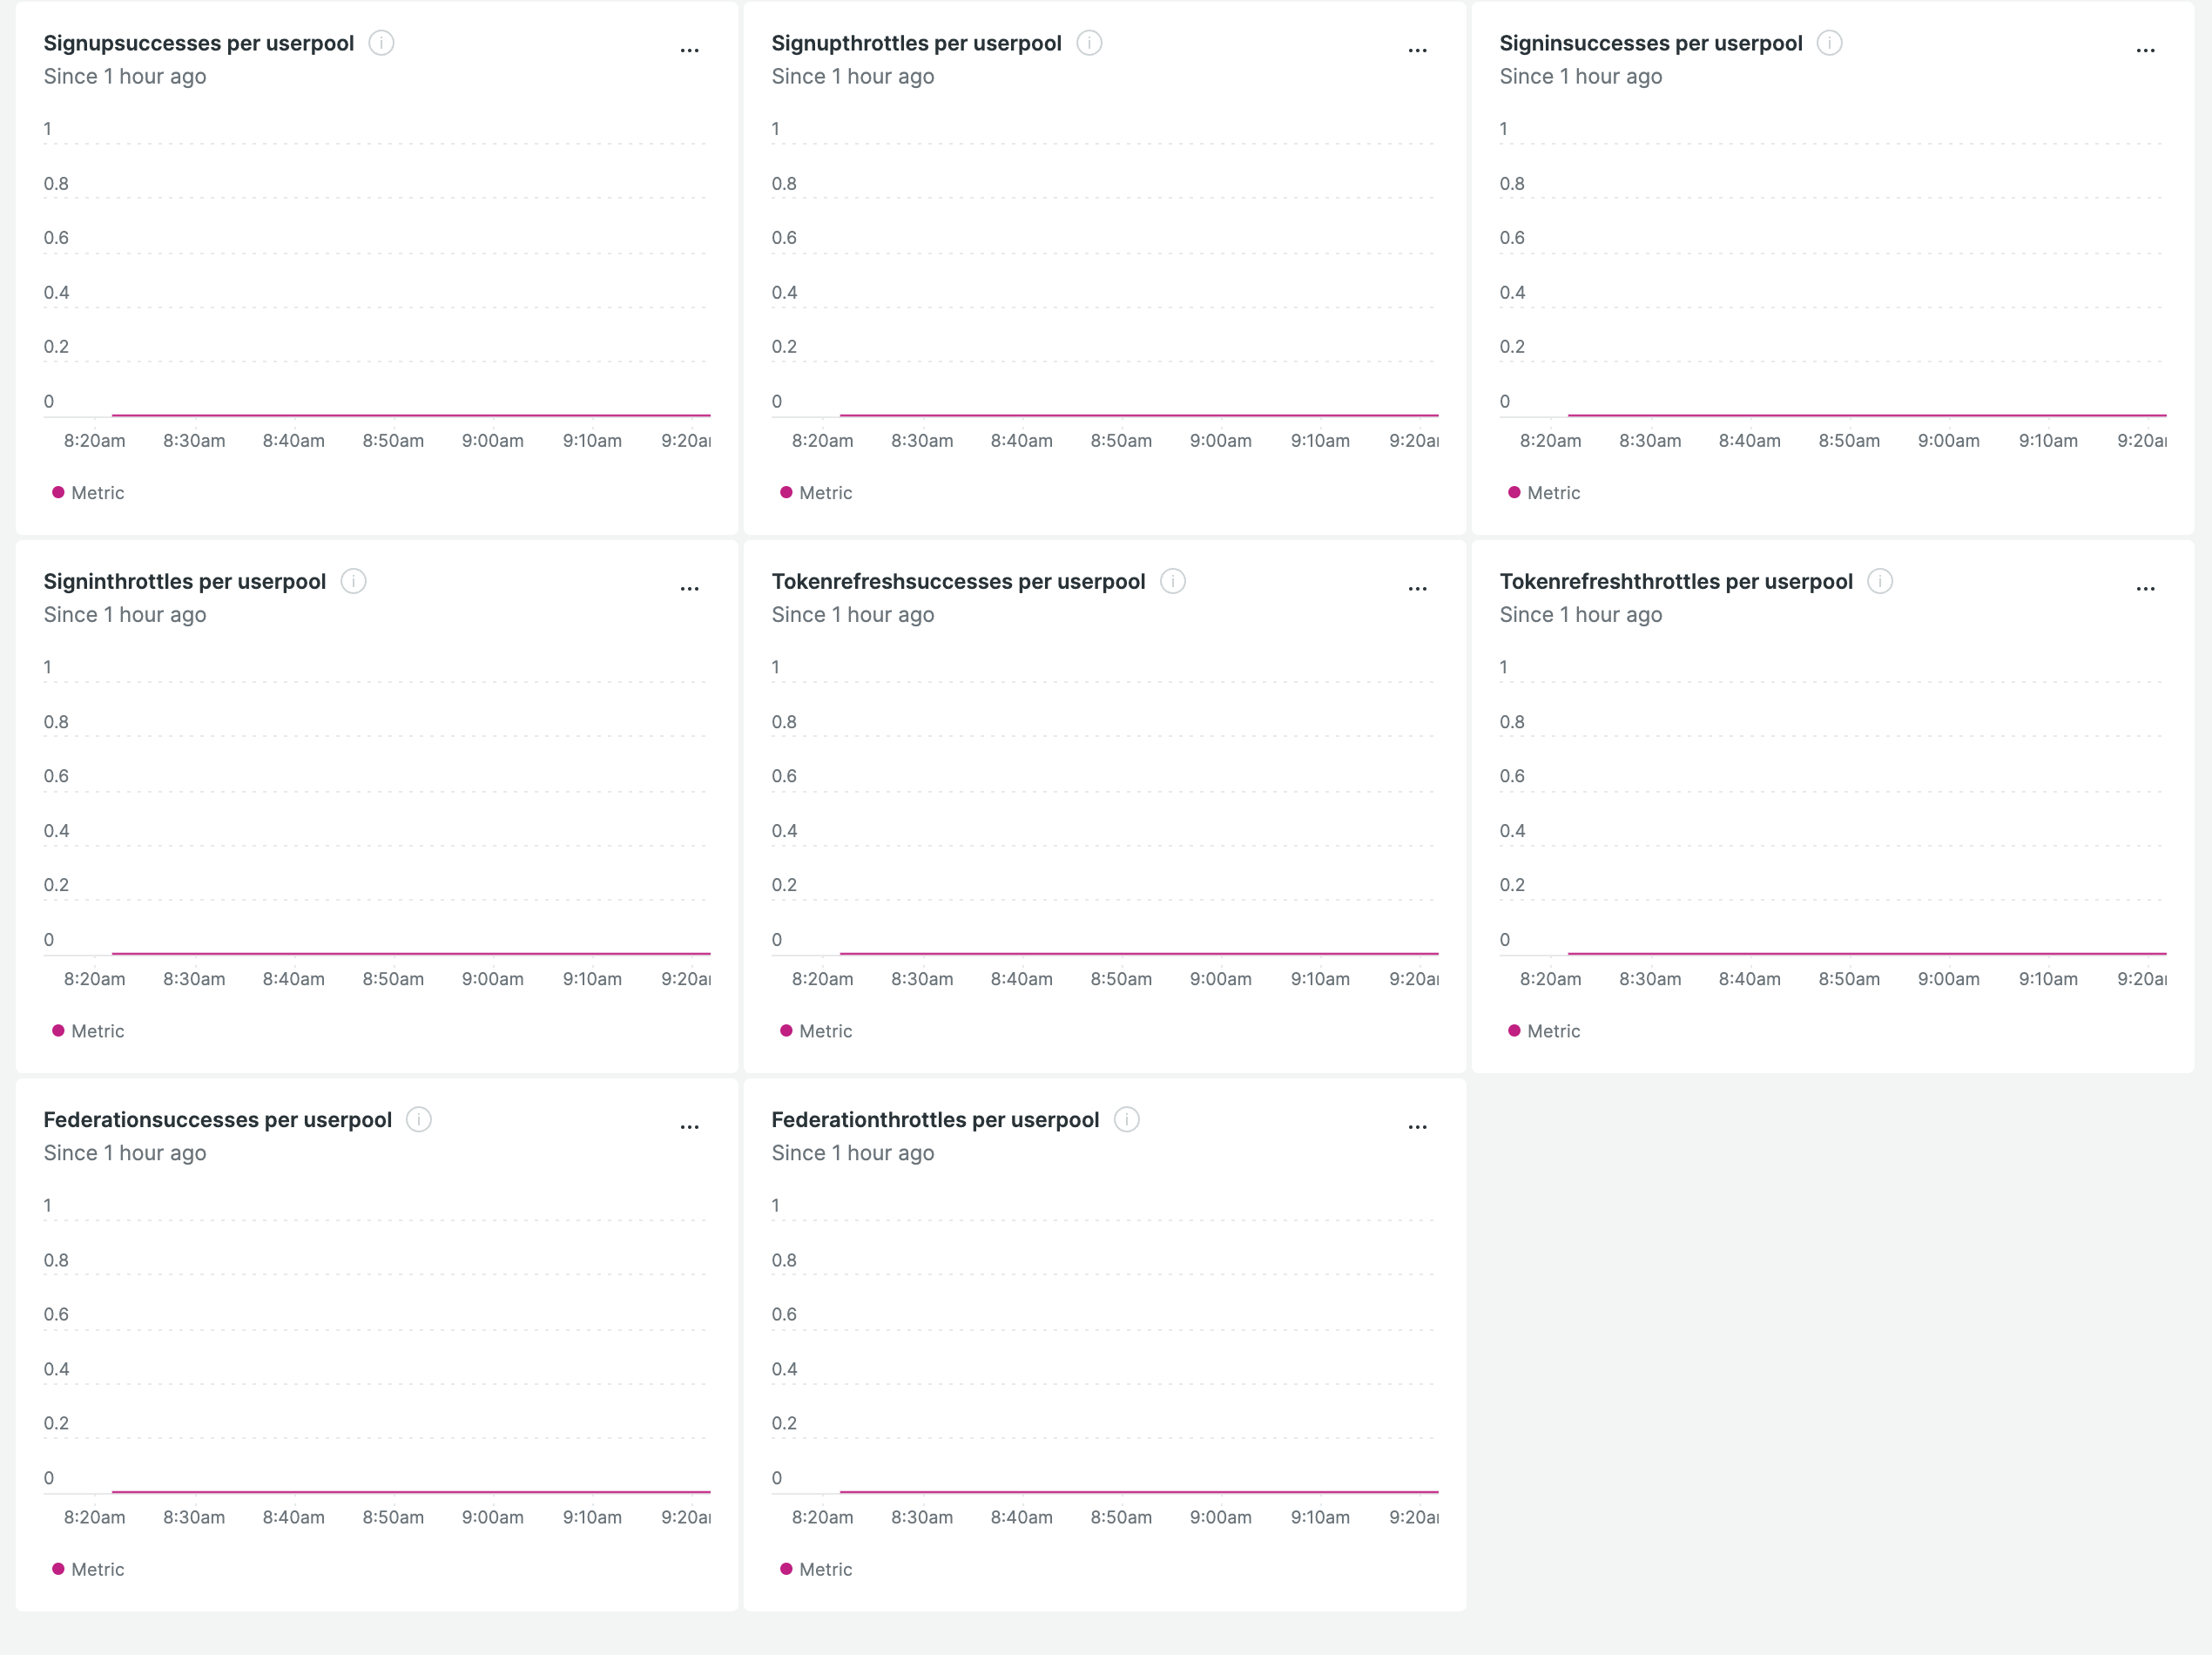 Signupsuccesses per userpool
Since 1 hour ago
1
0.8
0.6
0.4
0.2
0
8:20am 8:30am 8:40am 8:50am 9:00am 9:10am 9:20a
Metric
Signupthrottles per userpool
Since 1 hour ago
1
0.8
0.6
0.4
0.2
0
8:20am 8:30am 8:40am 8:50am 9:00am 9:10am 9:20a
Metric
Signinsuccesses per userpool
Since 1 hour ago
1
0.8
0.6
0.4
0.2
0
8:20am 8:30am 8:40am 8:50am 9:00am 9:10am 9:20a
Metric
Signinthrottles per userpool
Since 1 hour ago
1
0.8
0.6
0.4
0.2
0
8:20am 8:30am 8:40am 8:50am 9:00am 9:10am 9:20a
Metric
Tokenrefreshsuccesses per userpool
Since 1 hour ago
1
0.8
0.6
0.4
0.2
0
8:20am 8:30am 8:40am 8:50am 9:00am 9:10am 9:20a
Metric
Tokenrefreshthrottles per userpool
Since 1 hour ago
1
0.8
0.6
0.4
0.2
0
8:20am 8:30am 8:40am 8:50am 9:00am 9:10am 9:20a
Metric
Federationsuccesses per userpool
Since 1 hour ago
1
0.8
0.6
0.4
0.2
0
8:20am 8:30am 8:40am 8:50am 9:00am 9:10am 9:20a
Metric
Federationthrottles per userpool
Since 1 hour ago
1
0.8
0.6
0.4
0.2
0
8:20am 8:30am 8:40am 8:50am 9:00am 9:10am 9:20a
Metric